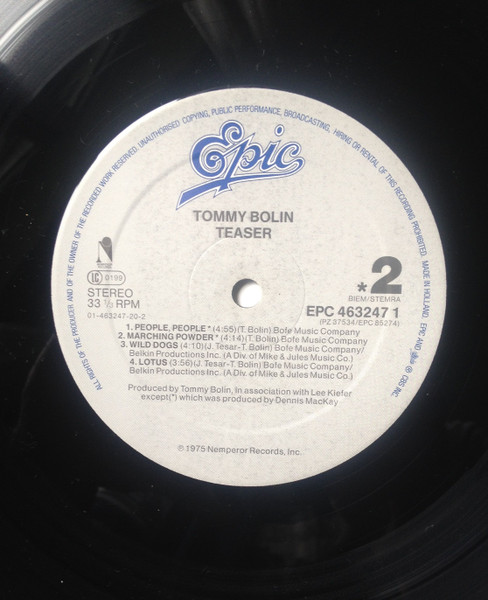 ALL RIGHTS OF THE PRODUCER AND OF THE OWNER OF THE RECORDED WORK RESERVED. UNAUTHORISED COPYING, PUBLIC PERFORMANCE, BROADCASTING, HIRING OR RENTAL OF THIS RECORDING PROHIBITED. MADE IN HOLLAND. EPIC AND ® CBS INC.
Epic
TOMMY BOLIN
TEASER
N
LC 0199
STEREO
33 ⅓ RPM
01-463247-20-2
*2
BIEM/STEMRA
EPC 463247 1
(PZ 37534/EPC 85274)
1. PEOPLE, PEOPLE* (4:55)(T. Bolin) Bofe Music Company
2. MARCHING POWDER* (4:14)(T. Bolin) Bofe Music Company
3. WILD DOGS (4:10)(J. Tesar-T. Bolin) Bofe Music Company/
Belkin Productions Inc. (A Div. of Mike & Jules Music Co.)
4. LOTUS (3:56)(J. Tesar-T. Bolin) Bofe Music Company/
Belkin Productions Inc. (A Div. of Mike & Jules Music Co.)
Produced by Tommy Bolin, in association with Lee Kiefer
except(*) which was produced by Dennis MacKay
℗ 1975 Nemperor Records, Inc.